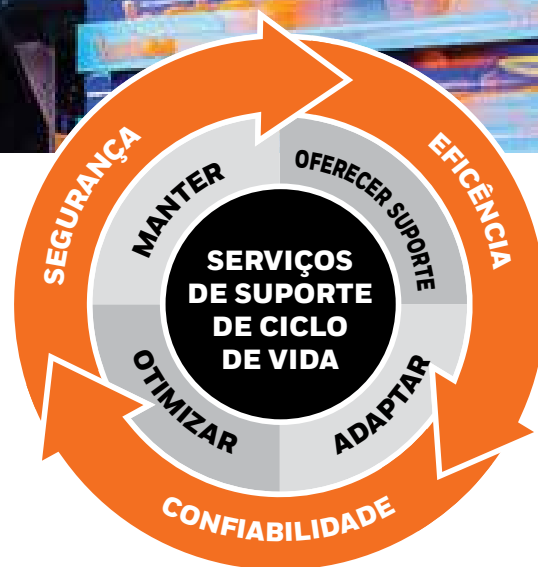 SEGURANÇA
EFICÊNCIA
CONFIABILIDADE
MANTER
OFERECER SUPORTE
ADAPTAR
OTIMIZAR
SERVIÇOS
DE SUPORTE
DE CICLO
DE VIDA